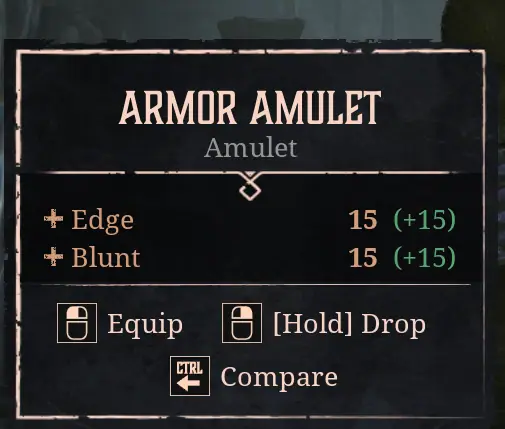 ARMOR AMULET
Amulet
Edge 15 (+15)
Blunt 15 (+15)
Equip [Hold] Drop
CTRL Compare